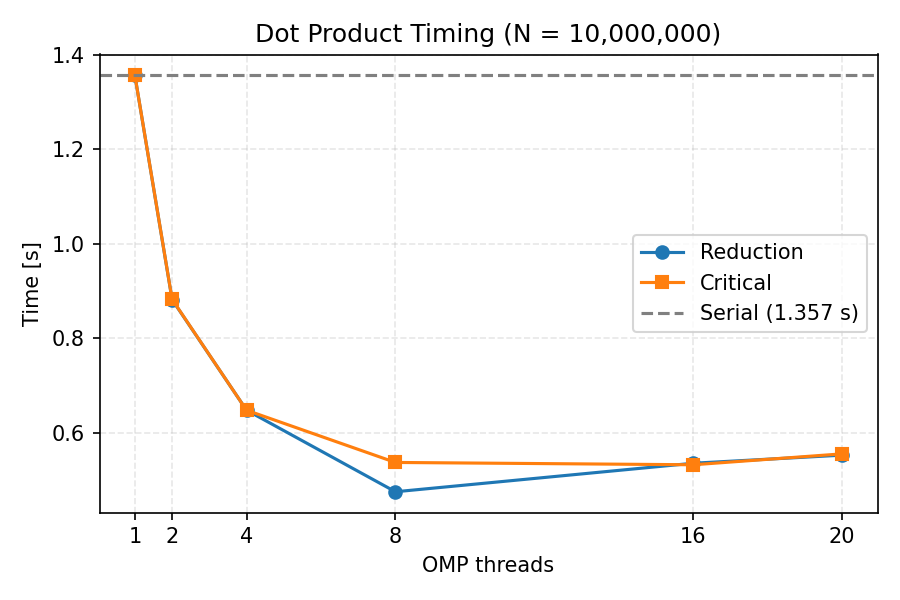 Dot Product Timing (N = 10,000,000)
1.4
1.2
1.0
0.8
0.6
Time [s]
Reduction
Critical
Serial (1.357 s)
1 2 4 8 16 20
OMP threads